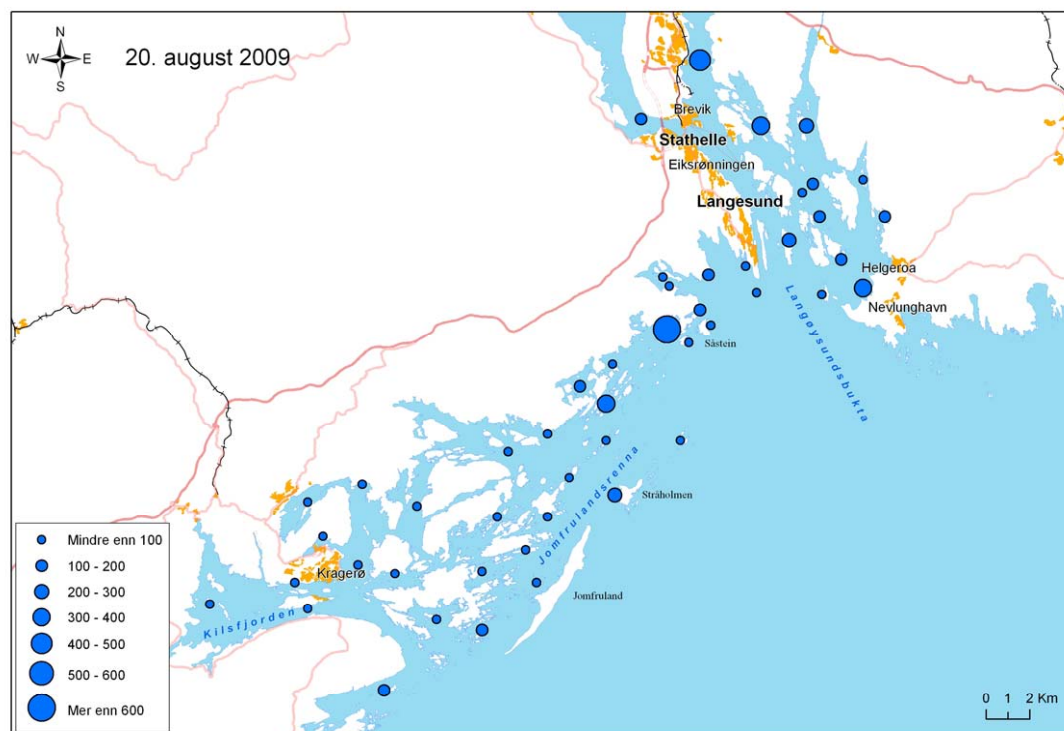 N
W E
S
20. august 2009
Brevik
Stathelle
Eiksrønningen
Langesund
Helgeroa
Nevlunghavn
Langøysundsbukta
Såstein
Stråholmen
Jomfrulandsrenna
Jomfruland
Kragerø
Kilsfjorden
Mindre enn 100
100 - 200
200 - 300
300 - 400
400 - 500
500 - 600
Mer enn 600
0 1 2 Km